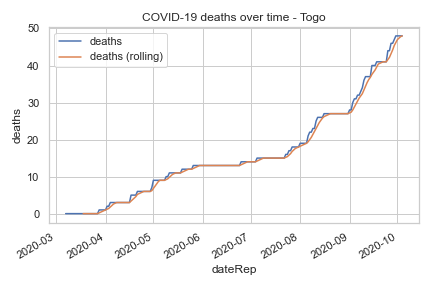 COVID-19 deaths over time - Togo
deaths
deaths (rolling)
50
40
30
20
10
0
deaths
2020-03
2020-04
2020-05
2020-06
2020-07
2020-08
2020-09
2020-10
dateRep